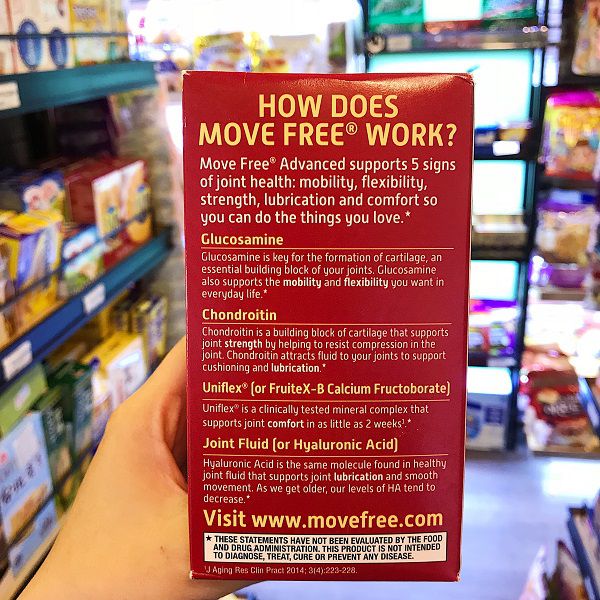 HOW DOES
MOVE FREE® WORK?
Move Free® Advanced supports 5 signs
of joint health: mobility, flexibility,
strength, lubrication and comfort so
you can do the things you love.*
Glucosamine
Glucosamine is key for the formation of cartilage, an
essential building block of your joints. Glucosamine
also supports the mobility and flexibility you want in
everyday life.*
Chondroitin
Chondroitin is a building block of cartilage that supports
joint strength by helping to resist compression in the
joint. Chondroitin attracts fluid to your joints to support
cushioning and lubrication.*
Uniflex® (or FruiteX-B Calcium Fructoborate)
Uniflex® is a clinically tested mineral complex that
supports joint comfort in as little as 2 weeks¹.*
Joint Fluid (or Hyaluronic Acid)
Hyaluronic Acid is the same molecule found in healthy
joint fluid that supports joint lubrication and smooth
movement. As we get older, our levels of HA tend to
decrease.*
Visit www.movefree.com
* THESE STATEMENTS HAVE NOT BEEN EVALUATED BY THE FOOD
AND DRUG ADMINISTRATION. THIS PRODUCT IS NOT INTENDED
TO DIAGNOSE, TREAT, CURE OR PREVENT ANY DISEASE.
¹J Aging Res Clin Pract 2014; 3(4):223-228.